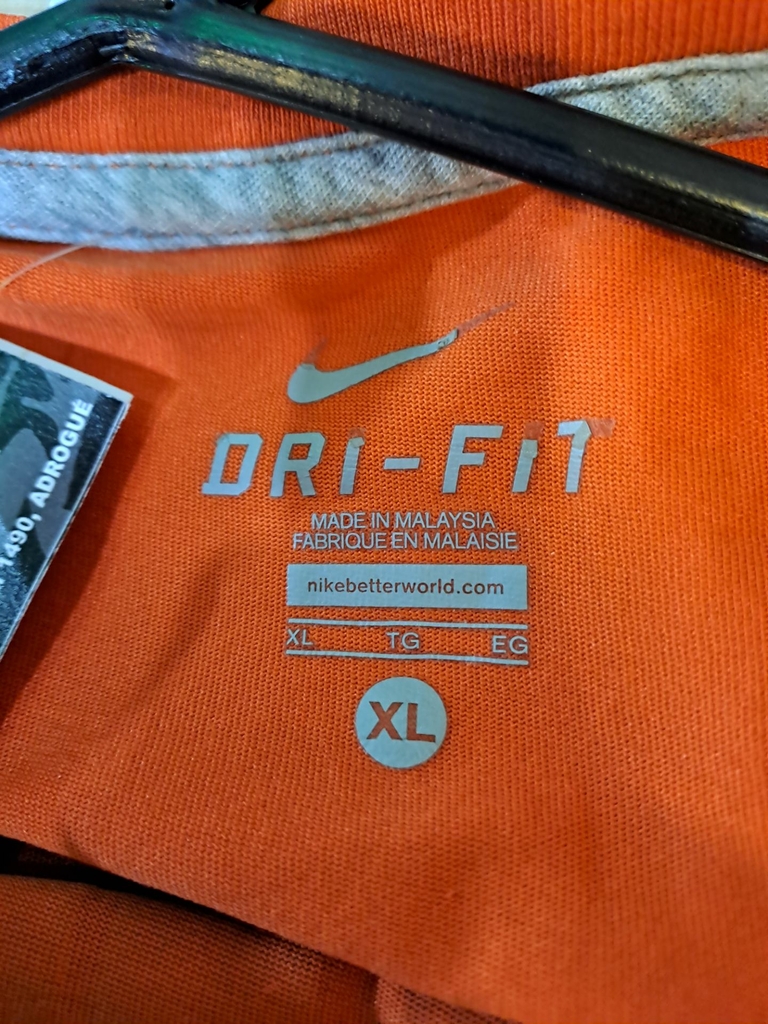 DRI-FIT
MADE IN MALAYSIA
FABRIQUE EN MALAISIE
nikebetterworld.com
XL TG EG
XL
1490, ADROGUÉ